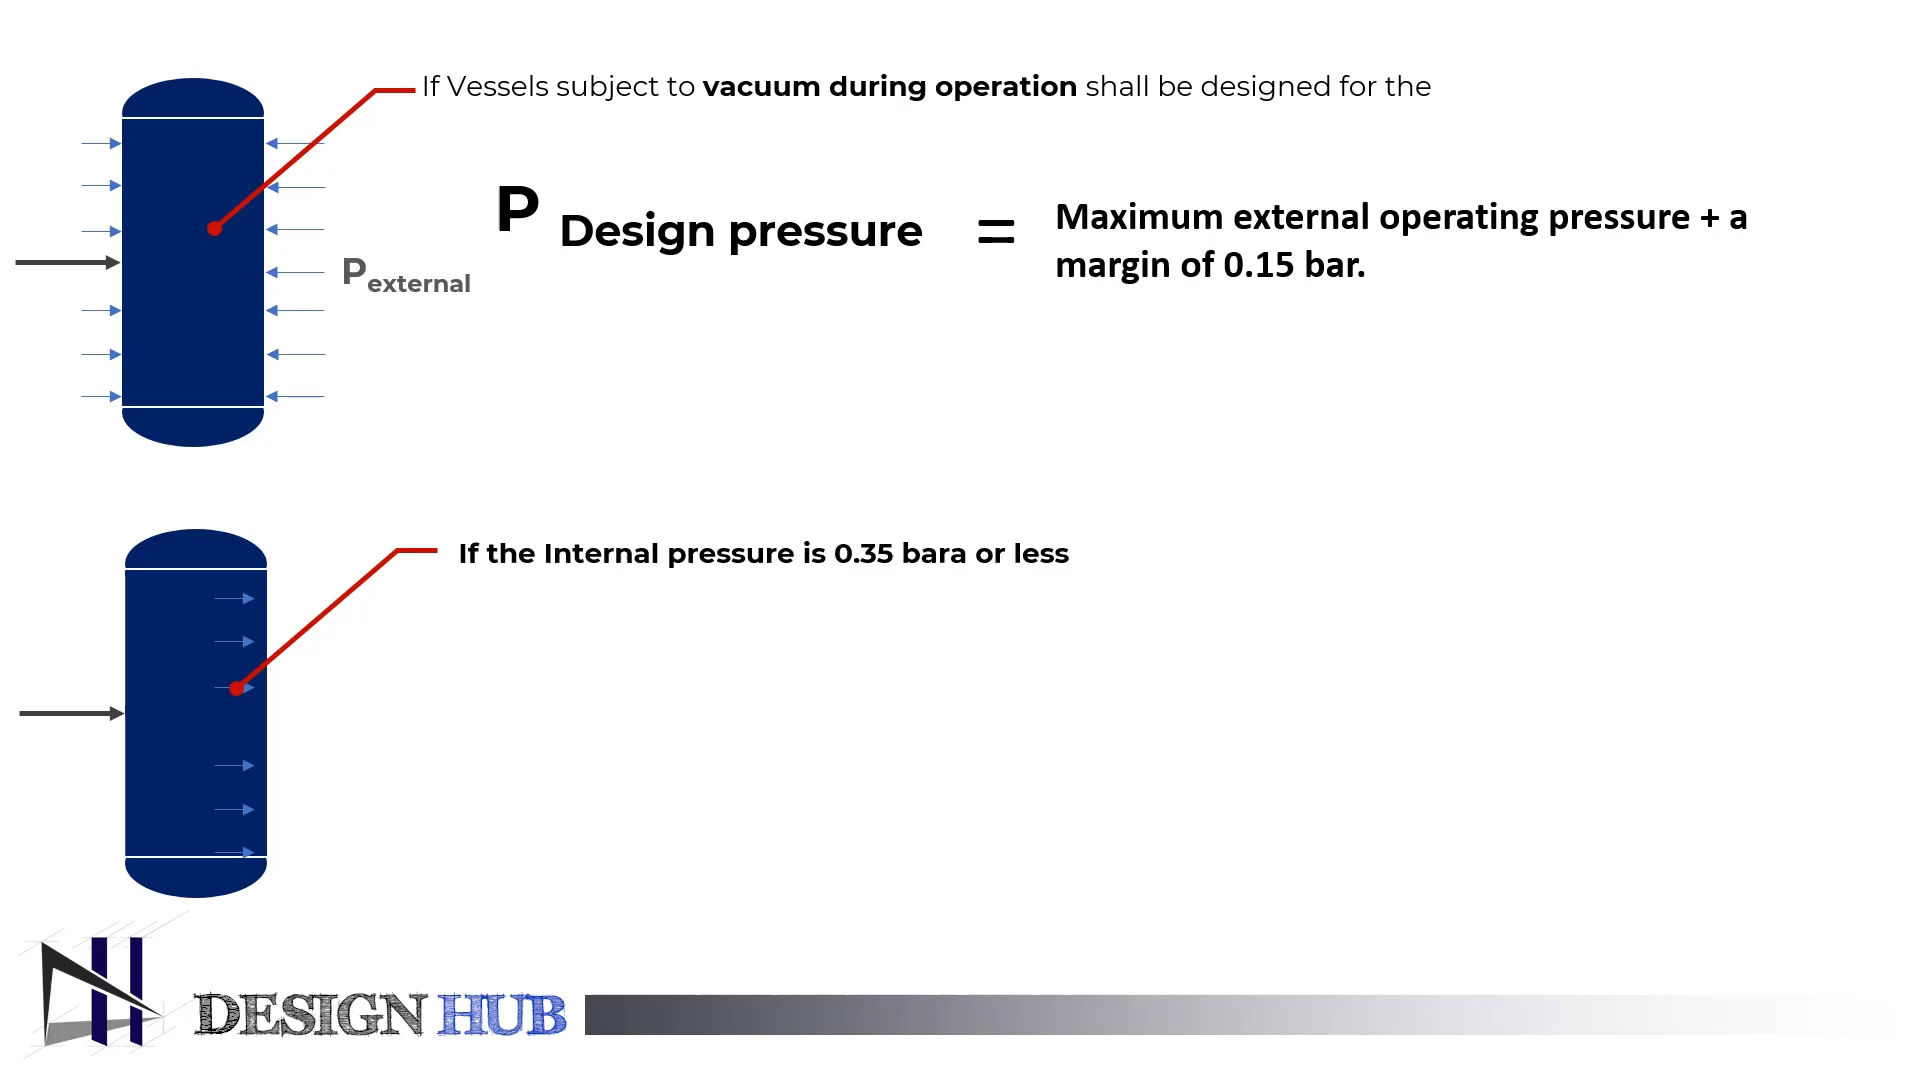 If Vessels subject to vacuum during operation shall be designed for the
P Design pressure = Maximum external operating pressure + a
margin of 0.15 bar.
Pexternal
If the Internal pressure is 0.35 bara or less
DESIGN HUB